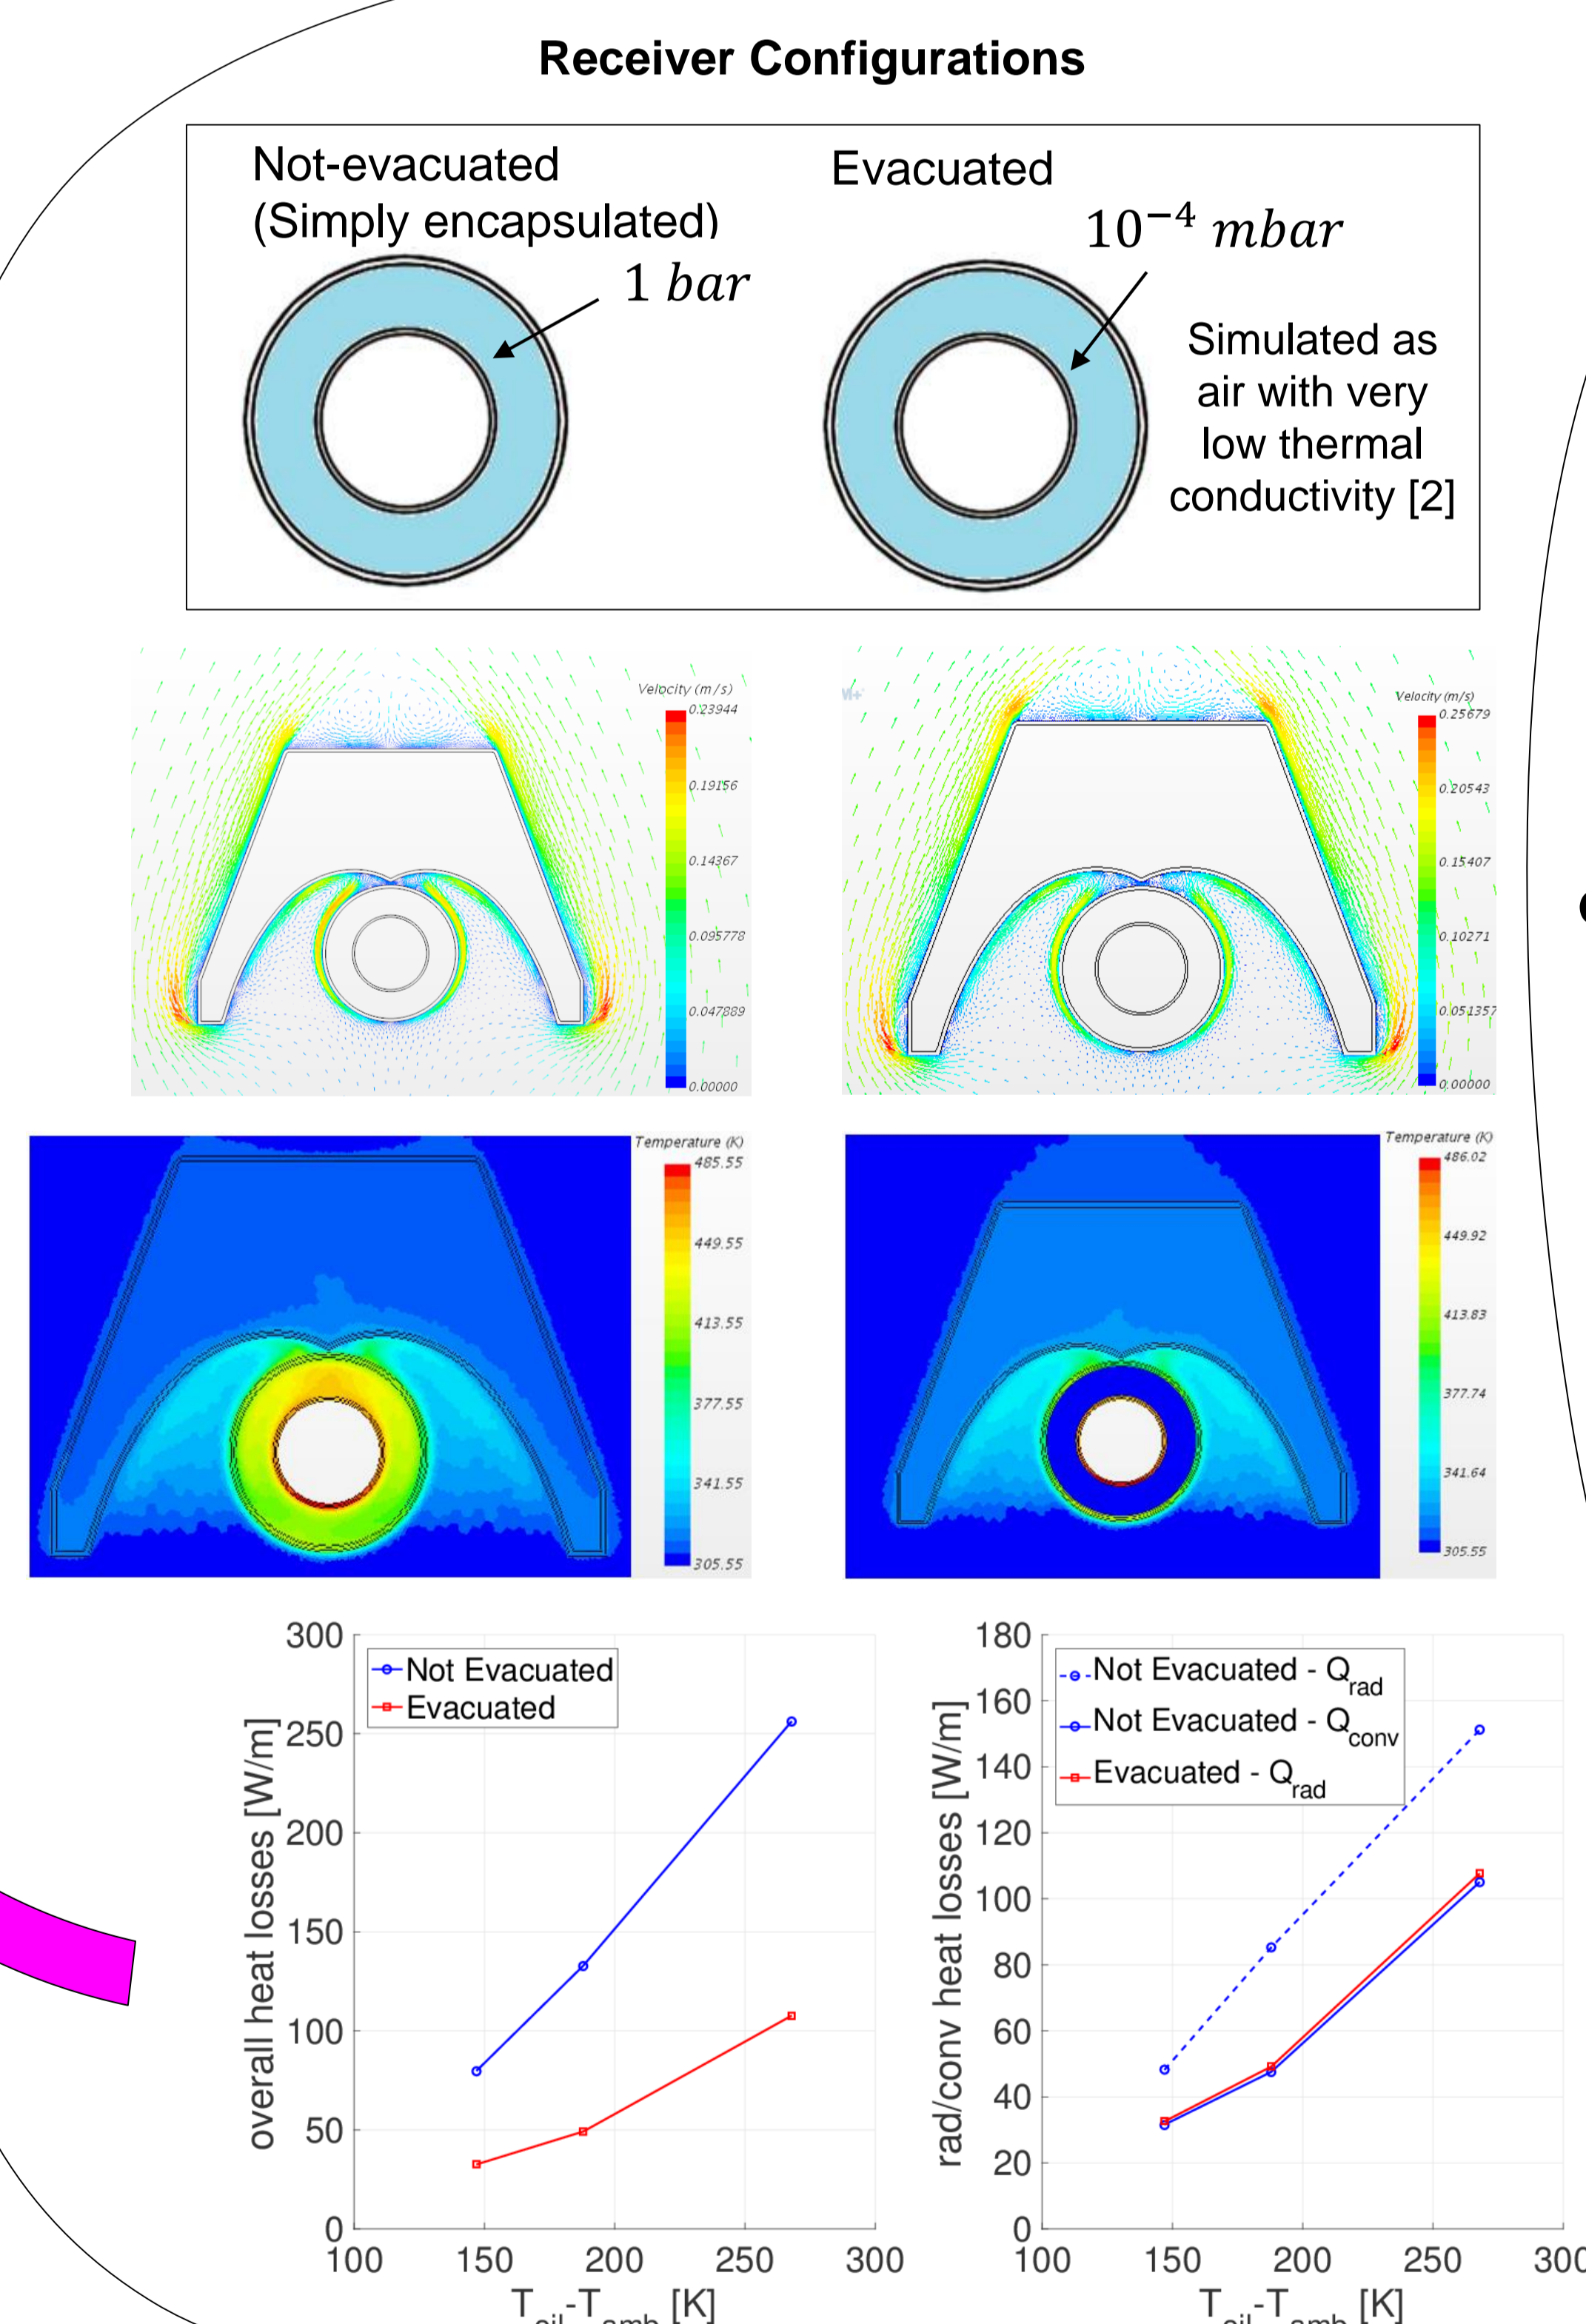 Receiver Configurations
Not-evacuated
(Simply encapsulated)
1 bar
Evacuated
10⁻⁴ mbar
Simulated as
air with very
low thermal
conductivity [2]
Velocity (m/s)
0.23944
0.19156
0.14367
0.095778
0.047889
0.00000
M+
Velocity (m/s)
0.25679
0.20543
0.15407
0.10271
0.051357
0.00000
Temperature (K)
485.55
449.55
413.55
377.55
341.55
305.55
Temperature (K)
486.02
449.92
413.83
377.74
341.64
305.55
overall heat losses [W/m]
300
250
200
150
100
50
0
Not Evacuated
Evacuated
100 150 200 250 300
T_oil-T_amb [K]
rad/conv heat losses [W/m]
180
160
140
120
100
80
60
40
20
0
Not Evacuated - Q_rad
Not Evacuated - Q_conv
Evacuated - Q_rad
100 150 200 250 300
T_oil-T_amb [K]